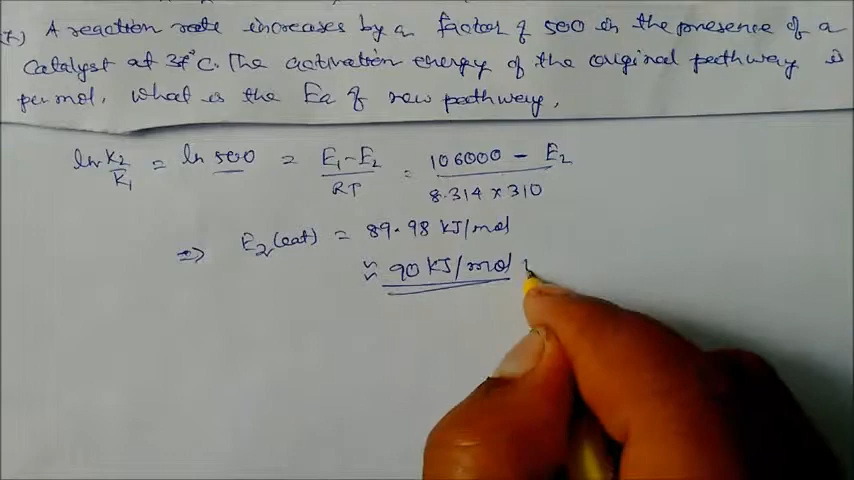 7) A reaction rate increases by a factor of 500 in the presence of a
Catalyst at 37°C. The activation energy of the original pathway is
per mol. What is the Ea of new pathway.
ln K2/K1 = ln 500 = E1-E2/RT = 106000 - E2/8.314 x 310
⇒ E2(cat) = 89.98 KJ/mol
≈ 90 KJ/mol